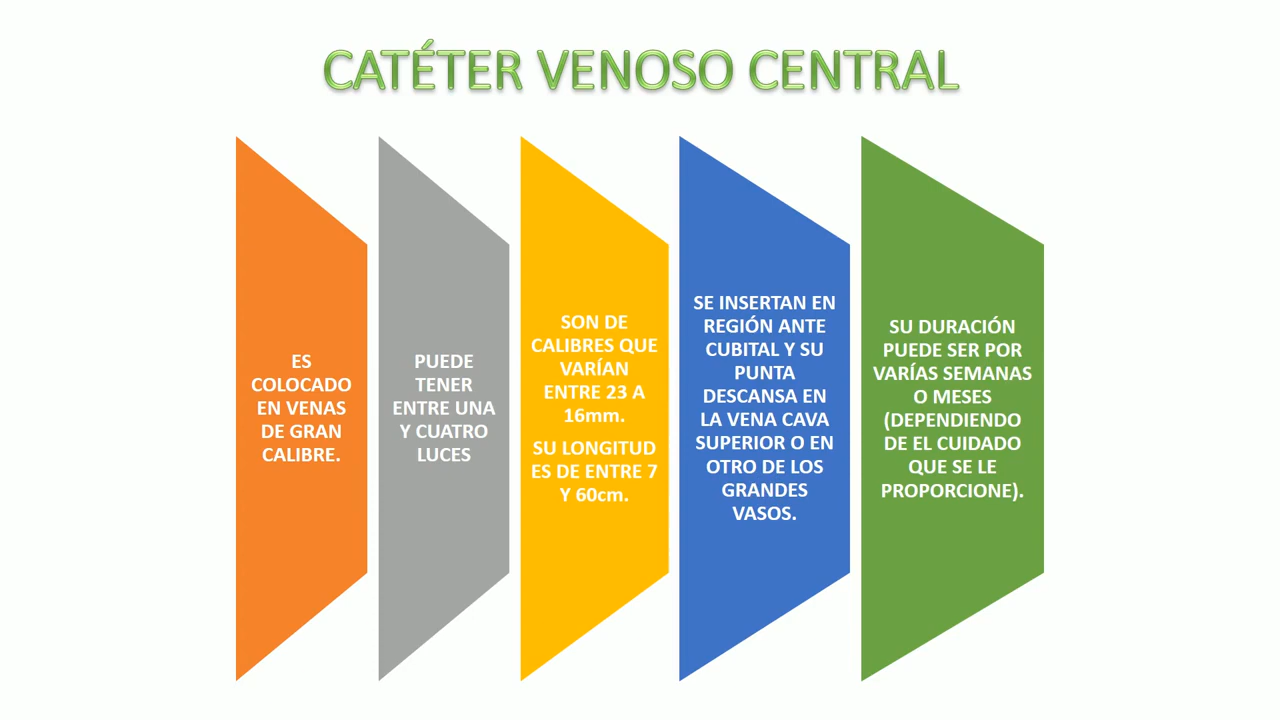 CATÉTER VENOSO CENTRAL
ES
COLOCADO
EN VENAS
DE GRAN
CALIBRE.
PUEDE
TENER
ENTRE UNA
Y CUATRO
LUCES
SON DE
CALIBRES QUE
VARÍAN
ENTRE 23 A
16mm.
SU LONGITUD
ES DE ENTRE 7
Y 60cm.
SE INSERTAN EN
REGIÓN ANTE
CUBITAL Y SU
PUNTA
DESCANSA EN
LA VENA CAVA
SUPERIOR O EN
OTRO DE LOS
GRANDES
VASOS.
SU DURACIÓN
PUEDE SER POR
VARÍAS SEMANAS
O MESES
(DEPENDIENDO
DE EL CUIDADO
QUE SE LE
PROPORCIONE).